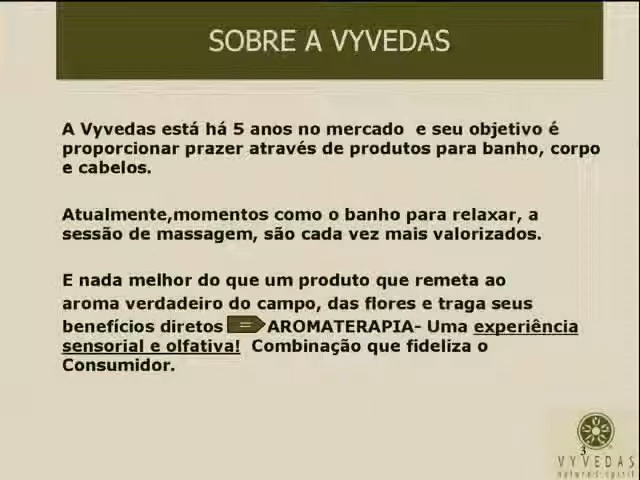 SOBRE A VYVEDAS
A Vyvedas está há 5 anos no mercado e seu objetivo é
proporcionar prazer através de produtos para banho, corpo
e cabelos.
Atualmente,momentos como o banho para relaxar, a
sessão de massagem, são cada vez mais valorizados.
E nada melhor do que um produto que remeta ao
aroma verdadeiro do campo, das flores e traga seus
benefícios diretos = AROMATERAPIA- Uma experiência
sensorial e olfativa! Combinação que fideliza o
Consumidor.
3
VYVEDAS
natural spirit